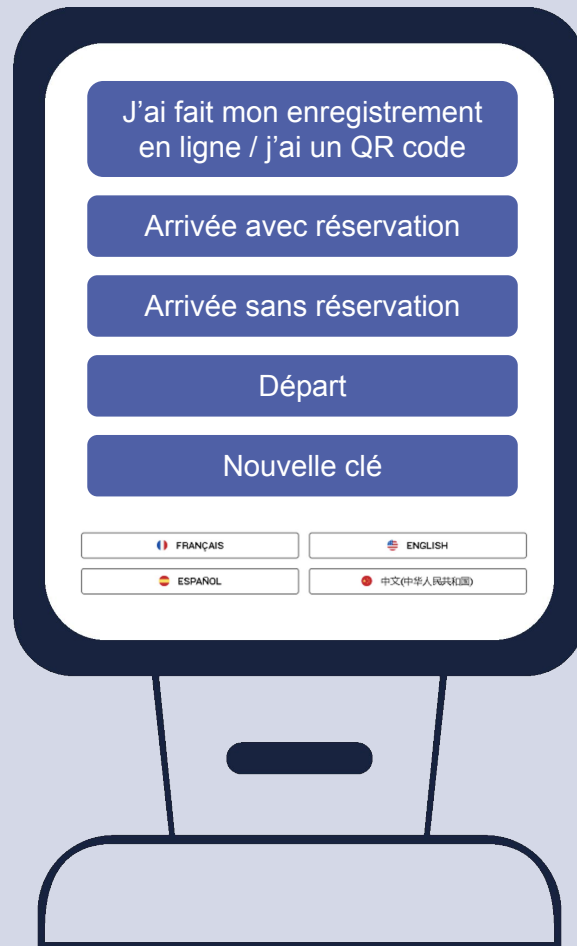 J'ai fait mon enregistrement
en ligne / j'ai un QR code
Arrivée avec réservation
Arrivée sans réservation
Départ
Nouvelle clé
FRANÇAIS
ENGLISH
ESPAÑOL
中文(中华人民共和国)